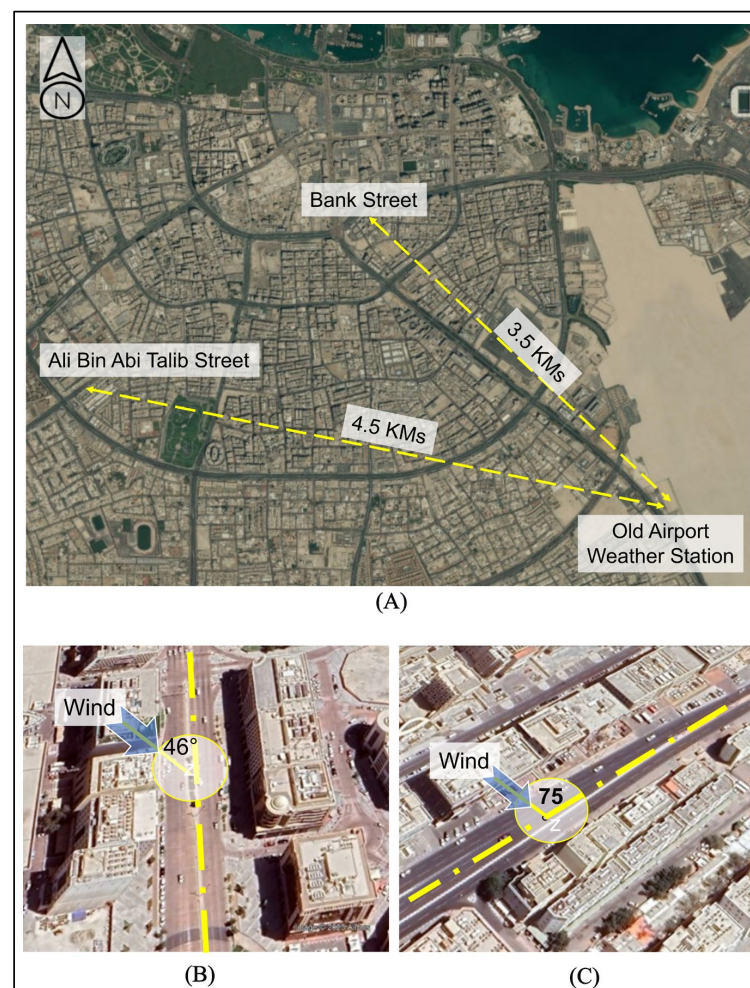 N
Bank Street
3.5 KMs
Ali Bin Abi Talib Street
4.5 KMs
Old Airport
Weather Station
(A)
Wind
46°
Wind
75
(B)
(C)